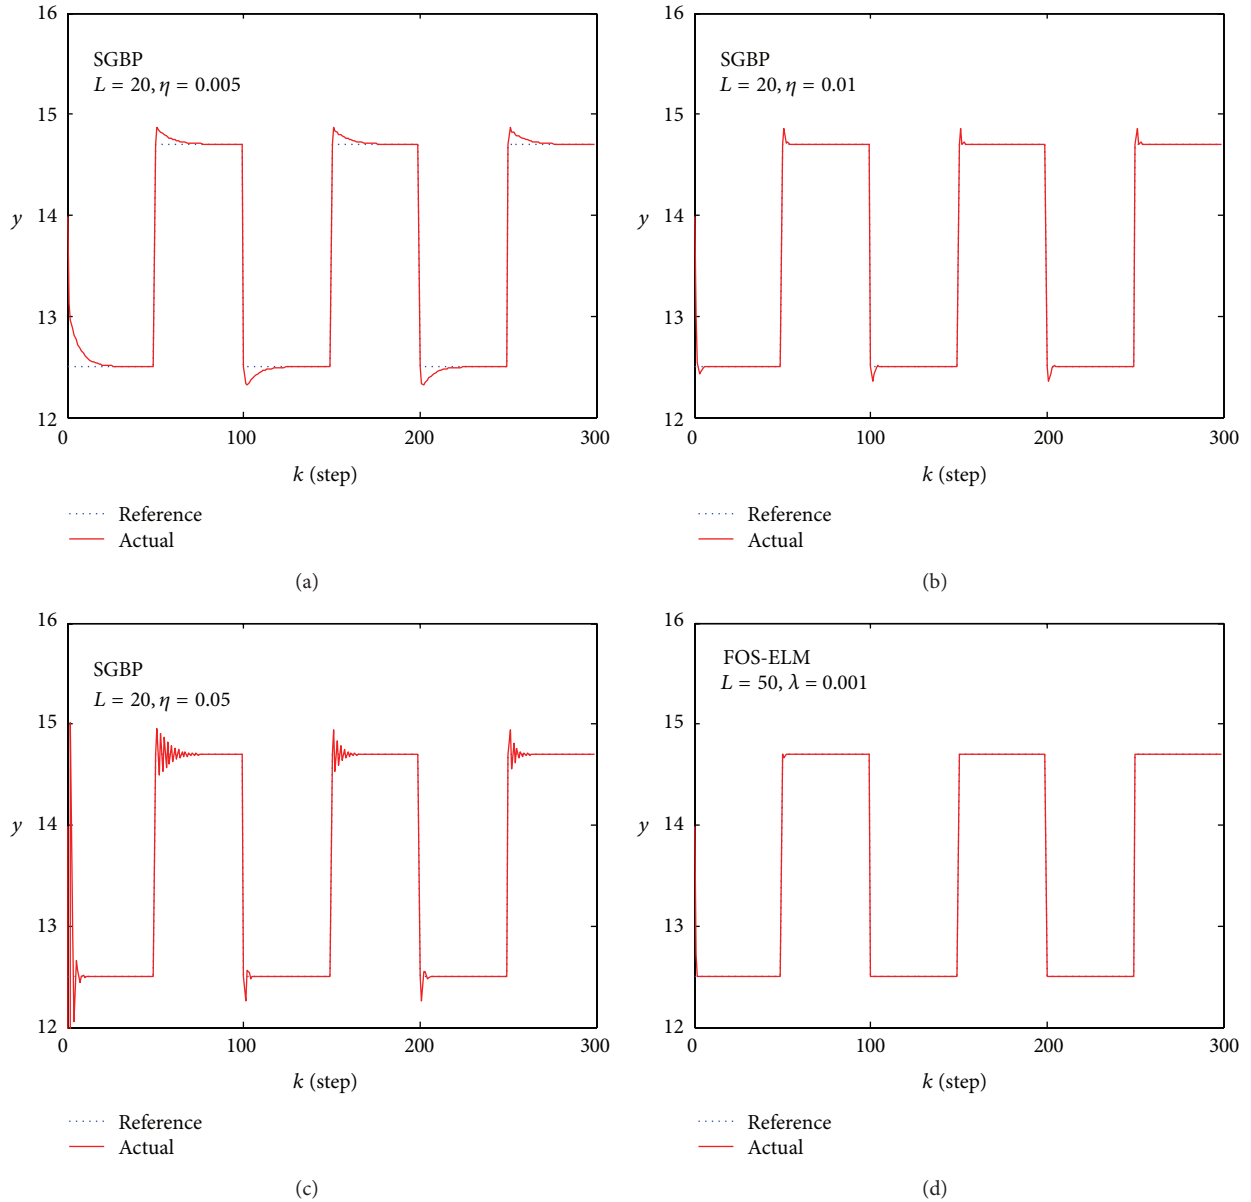 16
15
14
13
12
y
SGBP
L = 20, η = 0.005
0
100
200
300
k (step)
Reference
Actual
(a)
16
15
14
13
12
y
SGBP
L = 20, η = 0.01
0
100
200
300
k (step)
Reference
Actual
(b)
16
15
14
13
12
y
SGBP
L = 20, η = 0.05
0
100
200
300
k (step)
Reference
Actual
(c)
16
15
14
13
12
y
FOS-ELM
L = 50, λ = 0.001
0
100
200
300
k (step)
Reference
Actual
(d)